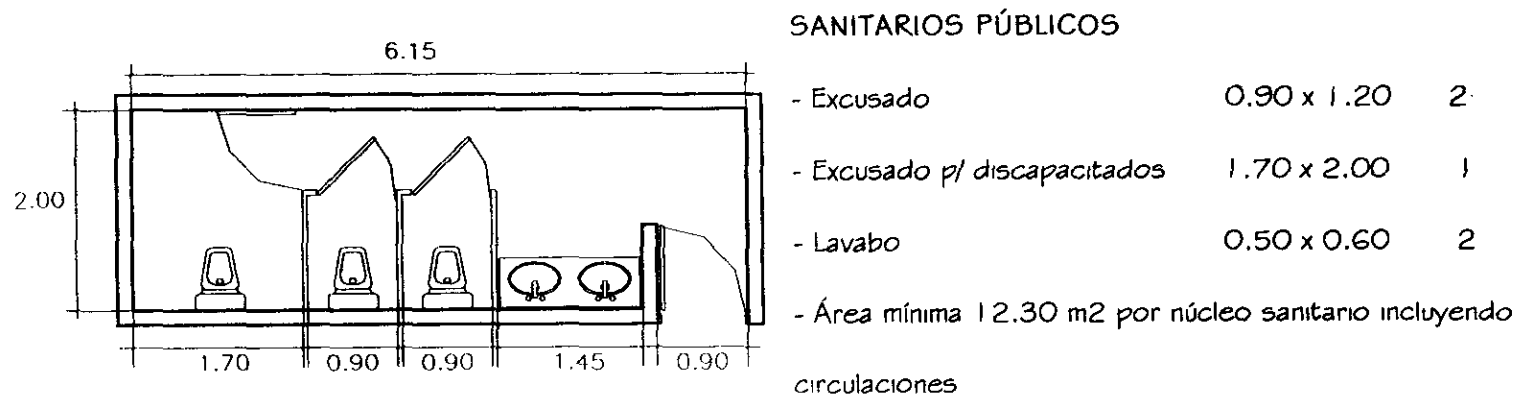 6.15
2.00
1.70 0.90 0.90 1.45 0.90
SANITARIOS PÚBLICOS
- Excusado 0.90 x 1.20 2
- Excusado p/ discapacitados 1.70 x 2.00 1
- Lavabo 0.50 x 0.60 2
- Área mínima 12.30 m2 por núcleo sanitario incluyendo
circulaciones